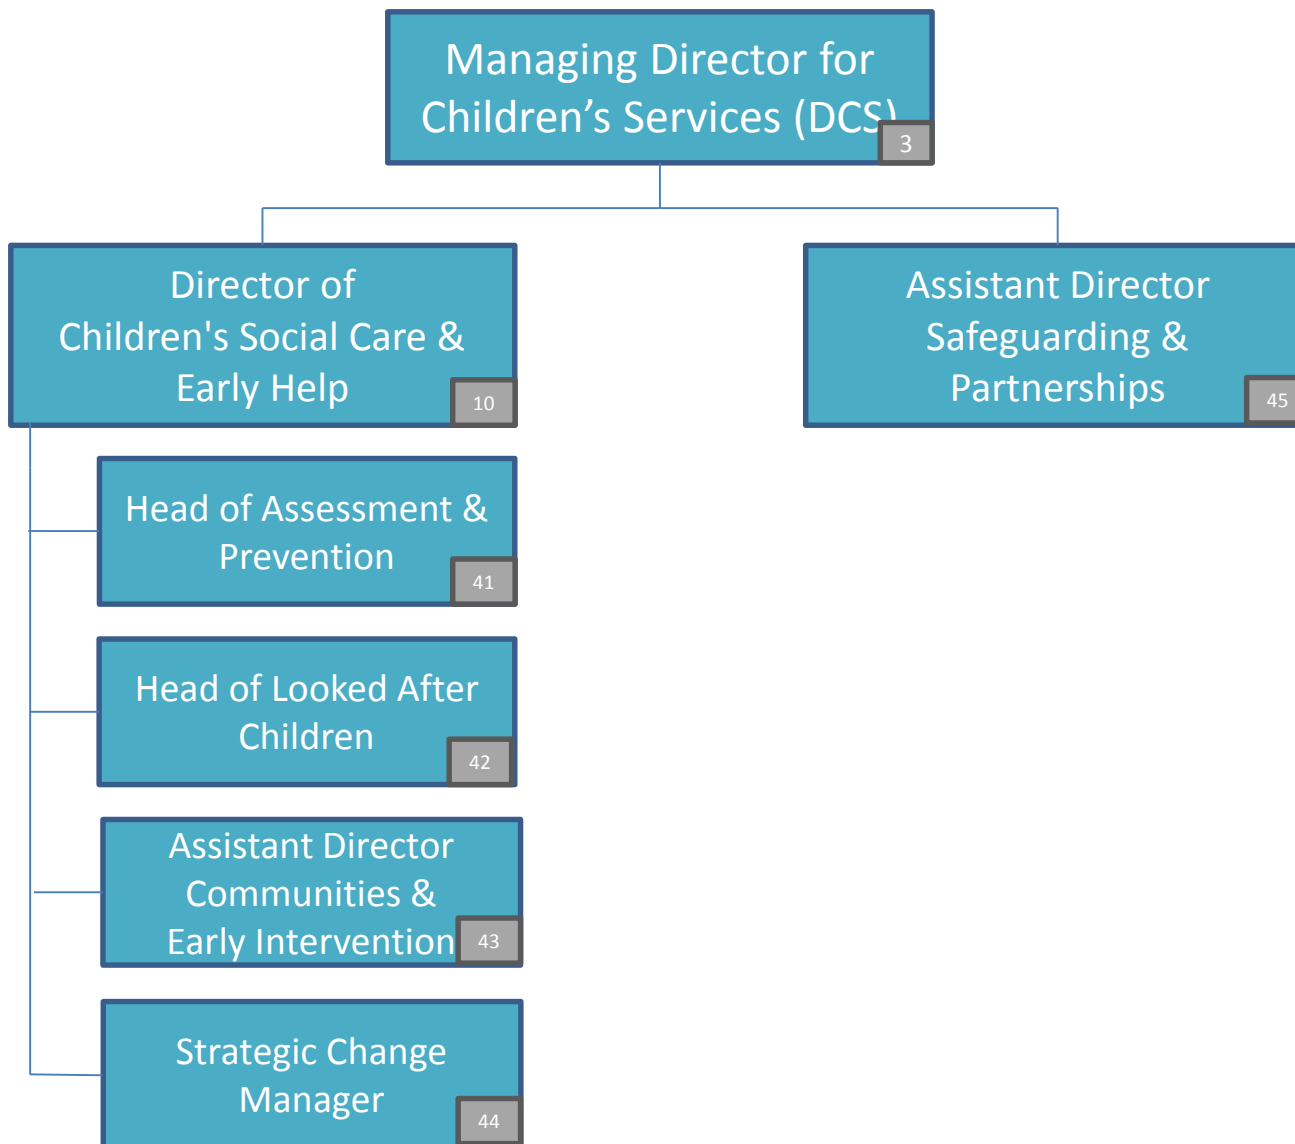 Managing Director for
Children’s Services (DCS)
3
Director of
Children's Social Care &
Early Help
10
Assistant Director
Safeguarding &
Partnerships
45
Head of Assessment &
Prevention
41
Head of Looked After
Children
42
Assistant Director
Communities &
Early Intervention
43
Strategic Change
Manager
44